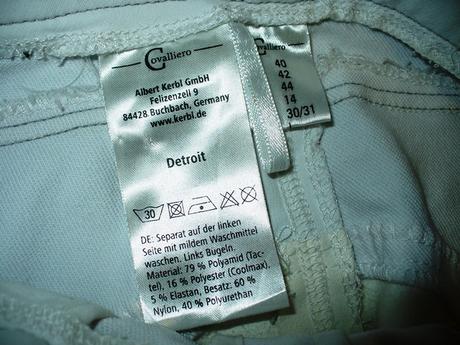 Covalliero
Albert Kerbl GmbH
Felizenzell 9
84428 Buchbach, Germany
www.kerbl.de
Detroit
30
DE: Separat auf der linken
Seite mit mildem Waschmittel
waschen. Links Bügeln.
Material: 79 % Polyamid (Tac-
tel), 16 % Polyester (Coolmax),
5 % Elastan, Besatz: 60 %
Nylon, 40 % Polyurethan
Covalliero
40
42
44
14
30/31